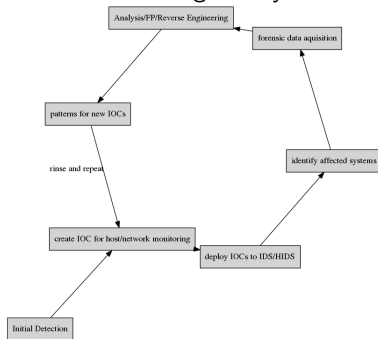 Analysis/FP/Reverse Engineering
forensic data aquisition
patterns for new IOCs
identify affected systems
rinse and repeat
create IOC for host/network monitoring
deploy IOCs to IDS/HIDS
Initial Detection